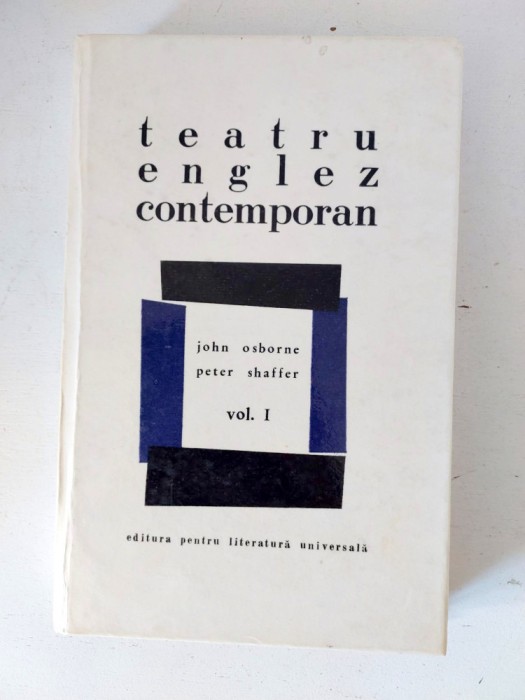 teatru
englez
contemporan
john osborne
peter shaffer
vol. I
editura pentru literatură universală